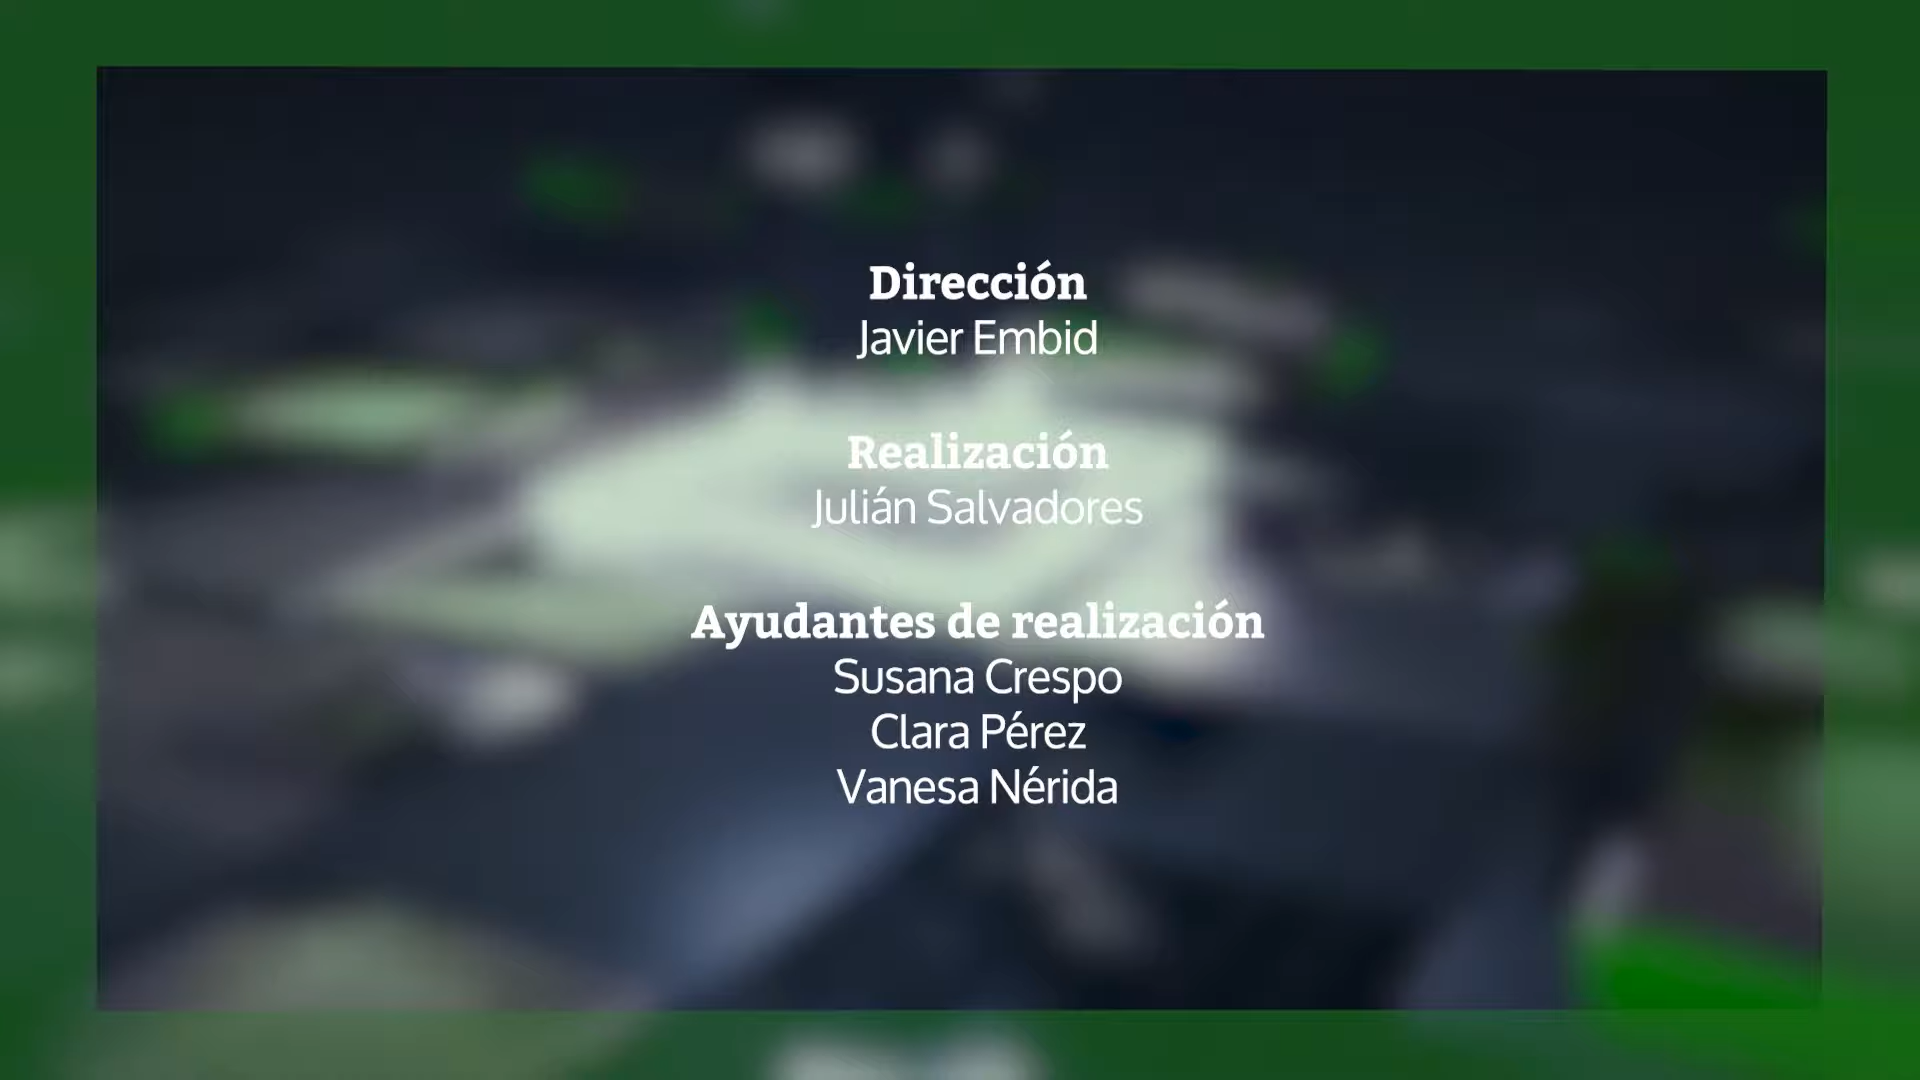 Dirección
Javier Embid
Realización
Julián Salvadores
Ayudantes de realización
Susana Crespo
Clara Pérez
Vanesa Nérida